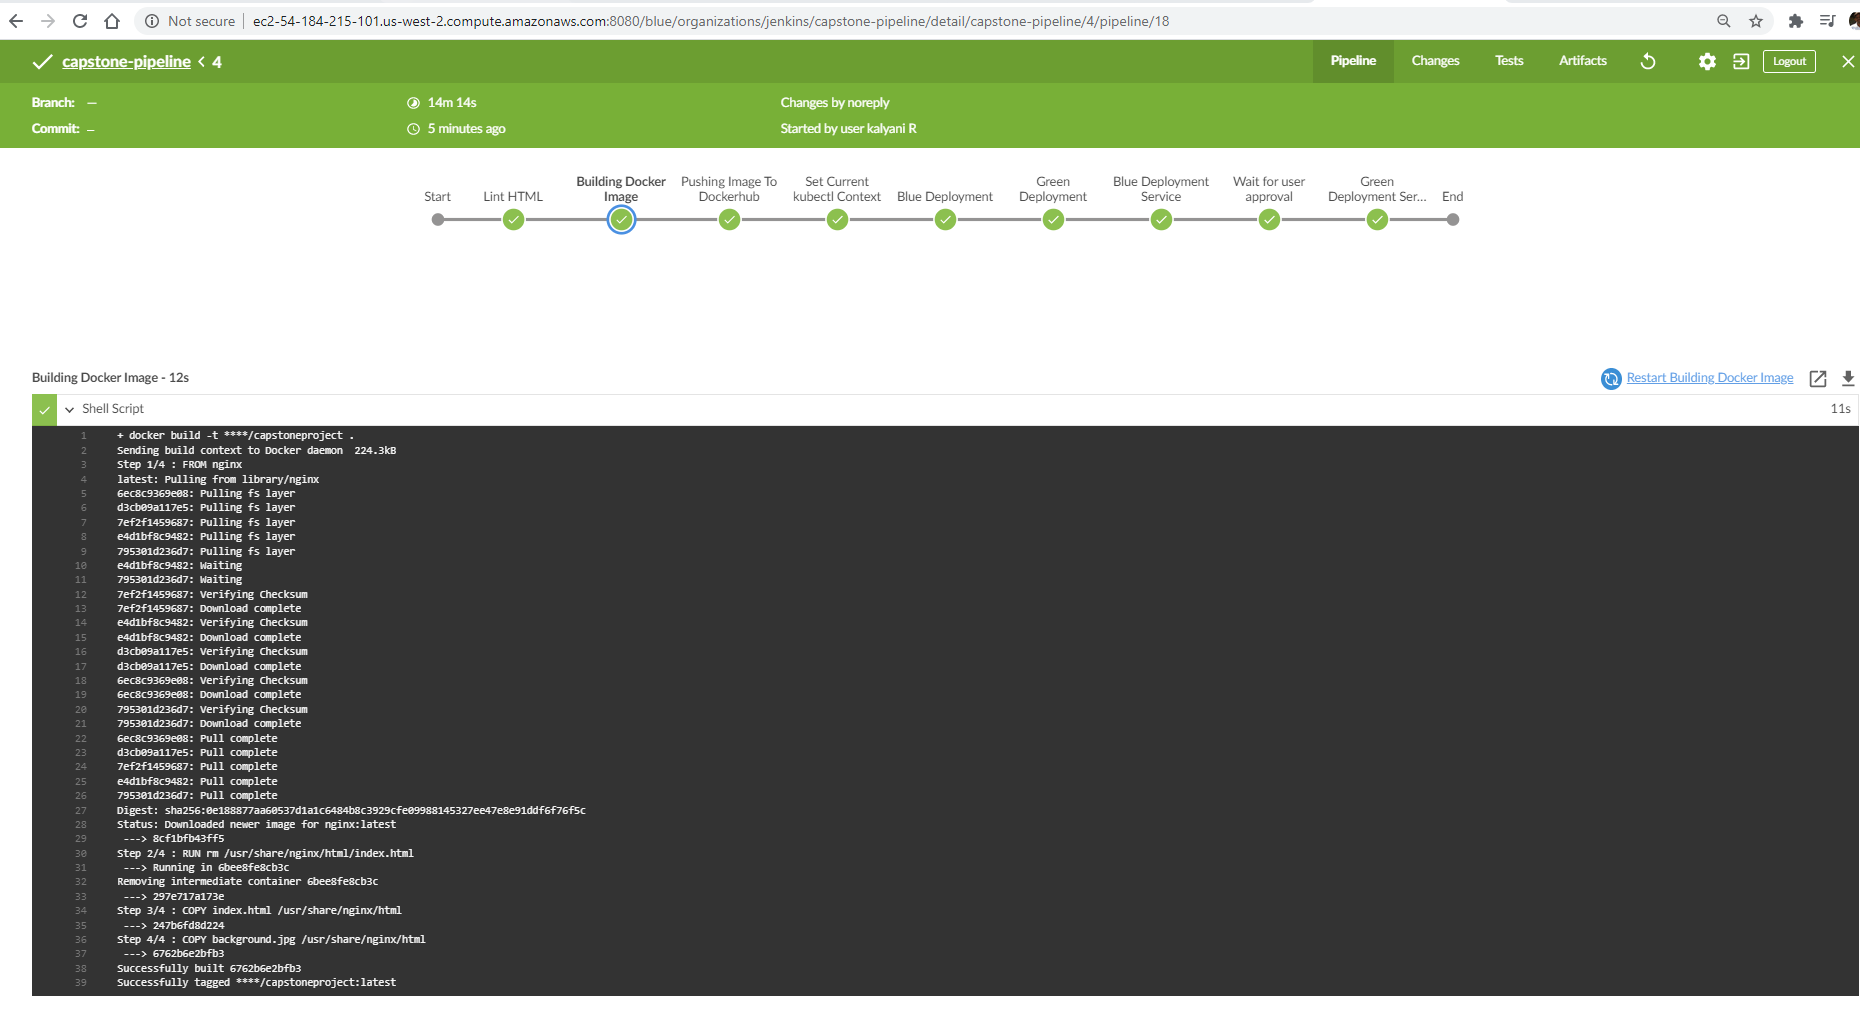 Not secure ec2-54-184-215-101.us-west-2.compute.amazonaws.com:8080/blue/organizations/jenkins/capstone-pipeline/detail/capstone-pipeline/4/pipeline/18
capstone-pipeline < 4 Pipeline Changes Tests Artifacts Logout
Branch: — 14m 14s Changes by noreply
Commit: — 5 minutes ago Started by user kalyani R
Start
Lint HTML
Building Docker
Image
Pushing Image To
Dockerhub
Set Current
kubectl Context
Blue Deployment
Green
Deployment
Blue Deployment
Service
Wait for user
approval
Green
Deployment Ser...
End
Building Docker Image - 12s Restart Building Docker Image
Shell Script 11s
1 + docker build -t ****/capstoneproject .
2 Sending build context to Docker daemon 224.3kB
3 Step 1/4 : FROM nginx
4 latest: Pulling from library/nginx
5 6ec8c9369e08: Pulling fs layer
6 d3cb09a117e5: Pulling fs layer
7 7ef2f1459687: Pulling fs layer
8 e4d1bf8c9482: Pulling fs layer
9 795301d236d7: Pulling fs layer
10 e4d1bf8c9482: Waiting
11 795301d236d7: Waiting
12 7ef2f1459687: Verifying Checksum
13 7ef2f1459687: Download complete
14 e4d1bf8c9482: Verifying Checksum
15 e4d1bf8c9482: Download complete
16 d3cb09a117e5: Verifying Checksum
17 d3cb09a117e5: Download complete
18 6ec8c9369e08: Verifying Checksum
19 6ec8c9369e08: Download complete
20 795301d236d7: Verifying Checksum
21 795301d236d7: Download complete
22 6ec8c9369e08: Pull complete
23 d3cb09a117e5: Pull complete
24 7ef2f1459687: Pull complete
25 e4d1bf8c9482: Pull complete
26 795301d236d7: Pull complete
27 Digest: sha256:0e188877aa60537d1a1c6484b8c3929cfe09988145327ee47e8e91ddf6f76f5c
28 Status: Downloaded newer image for nginx:latest
29 ---> 8cf1bfb43ff5
30 Step 2/4 : RUN rm /usr/share/nginx/html/index.html
31 ---> Running in 6bee8fe8cb3c
32 Removing intermediate container 6bee8fe8cb3c
33 ---> 297e717a173e
34 Step 3/4 : COPY index.html /usr/share/nginx/html
35 ---> 247b6fd8d224
36 Step 4/4 : COPY background.jpg /usr/share/nginx/html
37 ---> 6762b6e2bfb3
38 Successfully built 6762b6e2bfb3
39 Successfully tagged ****/capstoneproject:latest